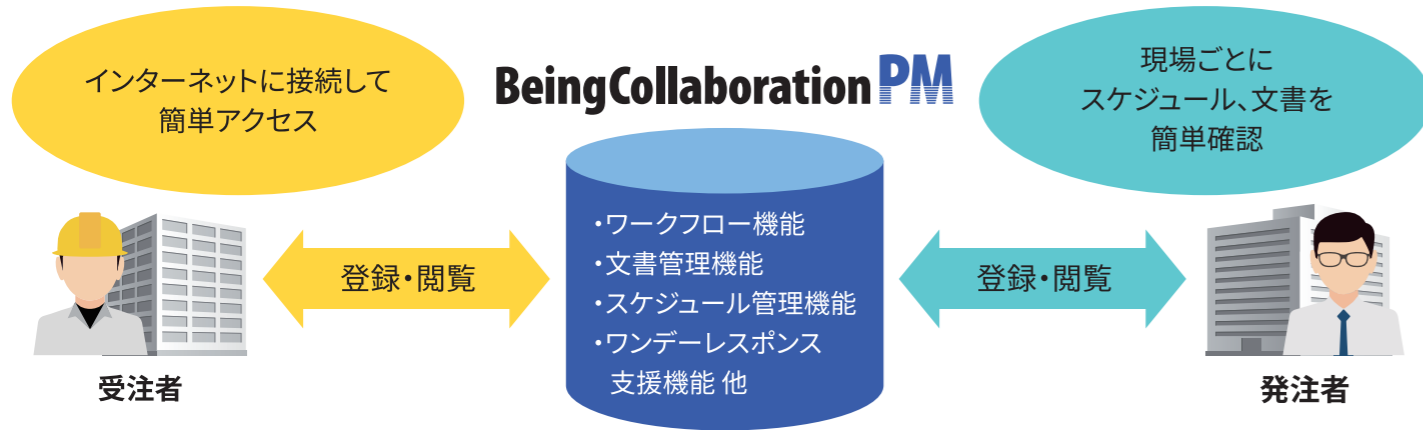 インターネットに接続して
簡単アクセス
BeingCollaboration PM
現場ごとに
スケジュール、文書を
簡単確認
・ワークフロー機能
・文書管理機能
・スケジュール管理機能
・ワンデーレスポンス
支援機能 他
登録・閲覧
登録・閲覧
受注者
発注者